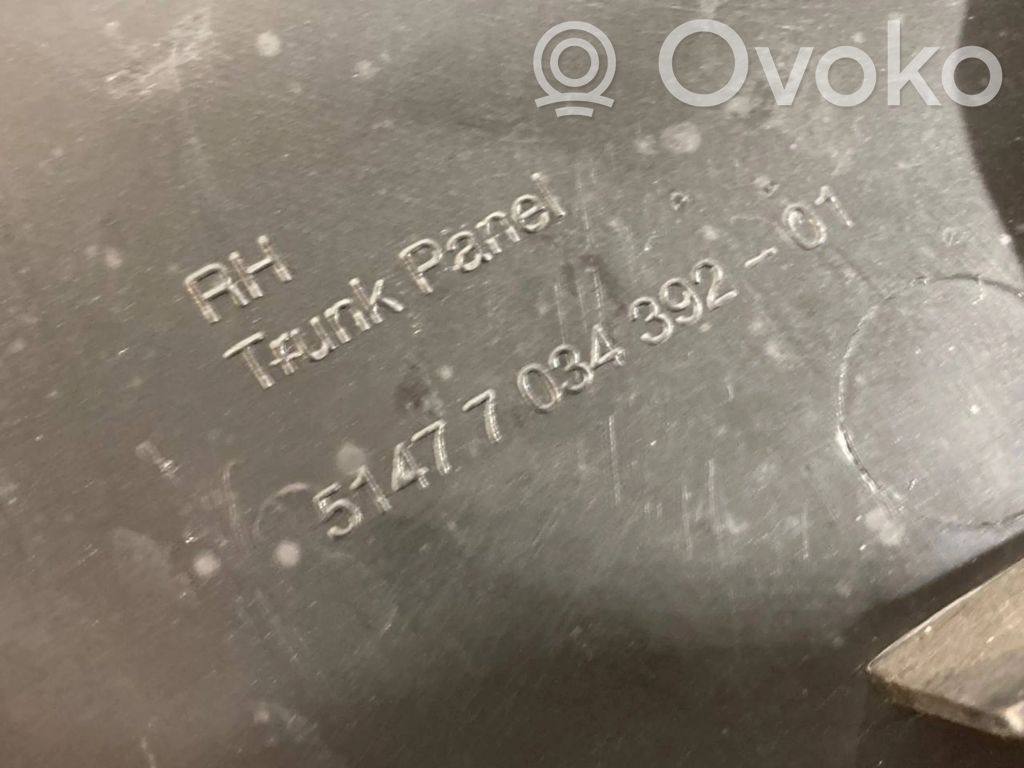 Ovoko
RH
Trunk Panel
5147 7 034 392 - 01